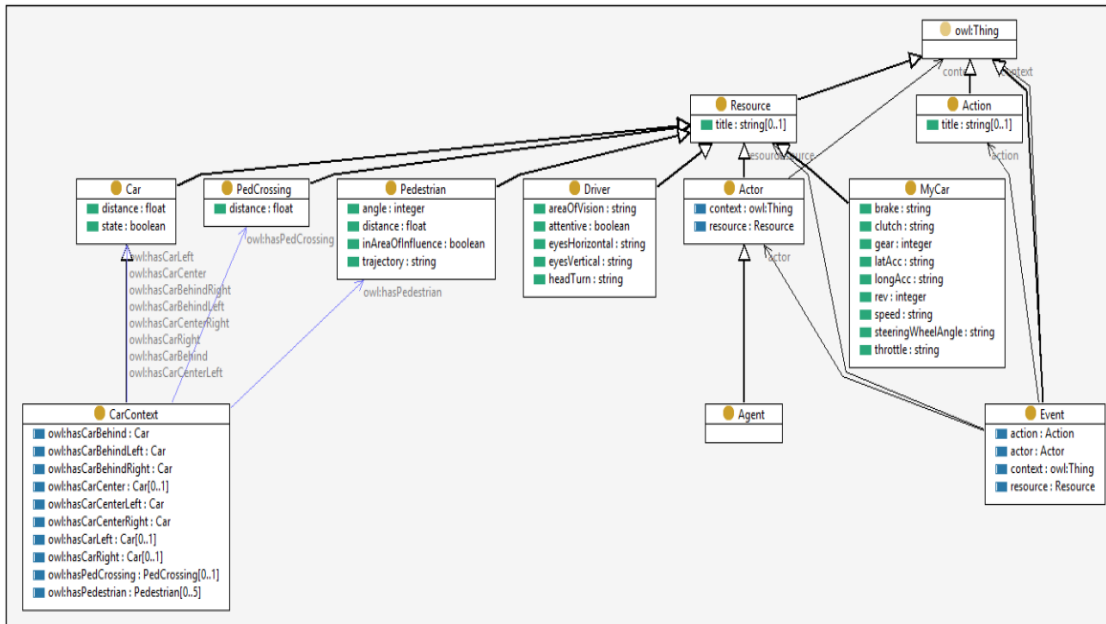 owl:Thing
context
context
Resource
title : string[0..1]
Action
title : string[0..1]
resource
resource
action
Car
distance : float
state : boolean
PedCrossing
distance : float
Pedestrian
angle : integer
distance : float
inAreaOfInfluence : boolean
trajectory : string
Driver
areaOfVision : string
attentive : boolean
eyesHorizontal : string
eyesVertical : string
headTurn : string
Actor
context : owl:Thing
resource : Resource
MyCar
brake : string
clutch : string
gear : integer
latAcc : string
longAcc : string
rev : integer
speed : string
steeringWheelAngle : string
throttle : string
owl:hasPedCrossing
actor
owl:hasCarLeft
owl:hasCarCenter
owl:hasCarBehindRight
owl:hasCarBehindLeft
owl:hasCarCenterRight
owl:hasCarRight
owl:hasCarBehind
owl:hasCarCenterLeft
owl:hasPedestrian
CarContext
owl:hasCarBehind : Car
owl:hasCarBehindLeft : Car
owl:hasCarBehindRight : Car
owl:hasCarCenter : Car[0..1]
owl:hasCarCenterLeft : Car
owl:hasCarCenterRight : Car
owl:hasCarLeft : Car[0..1]
owl:hasCarRight : Car[0..1]
owl:hasPedCrossing : PedCrossing[0..1]
owl:hasPedestrian : Pedestrian[0..5]
Agent
Event
action : Action
actor : Actor
context : owl:Thing
resource : Resource